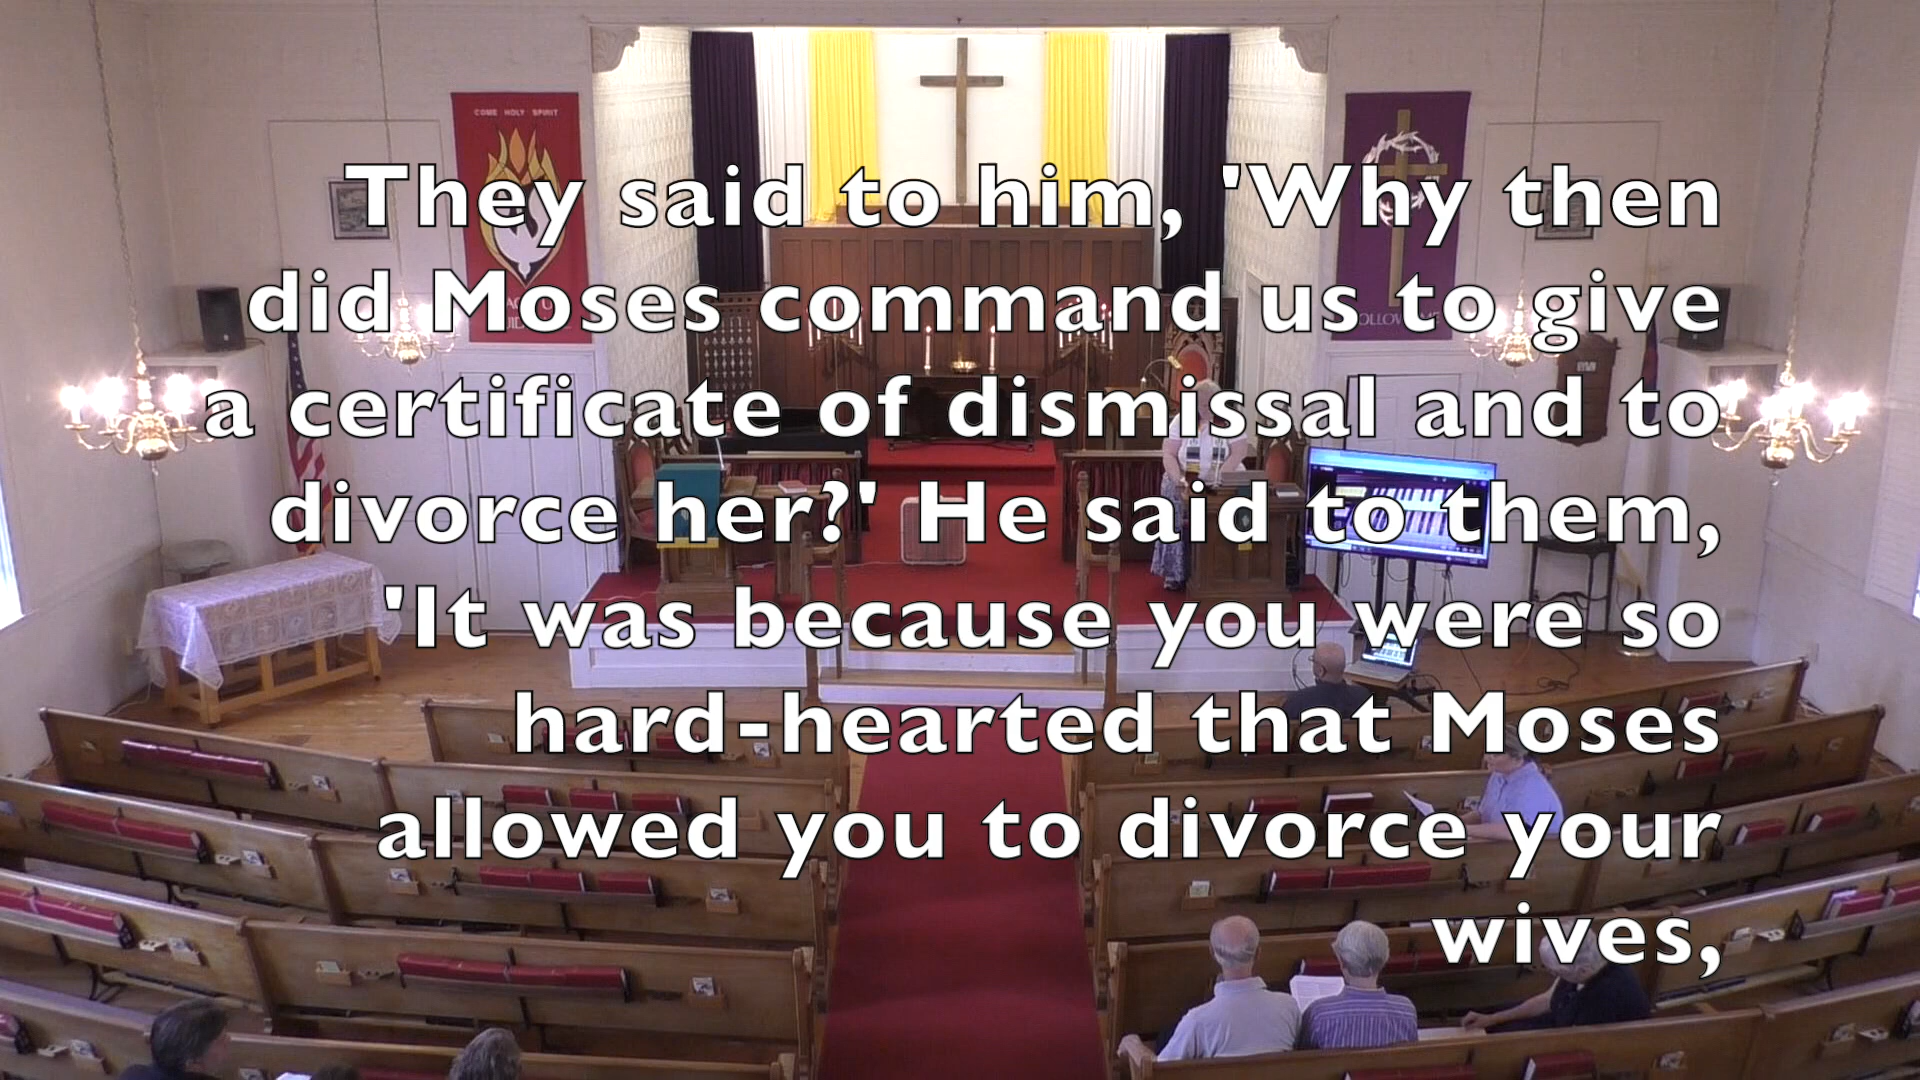 COME HOLY SPIRIT
They said to him, 'Why then
did Moses command us to give
a certificate of dismissal and to
divorce her?' He said to them,
'It was because you were so
hard-hearted that Moses
allowed you to divorce your
wives,